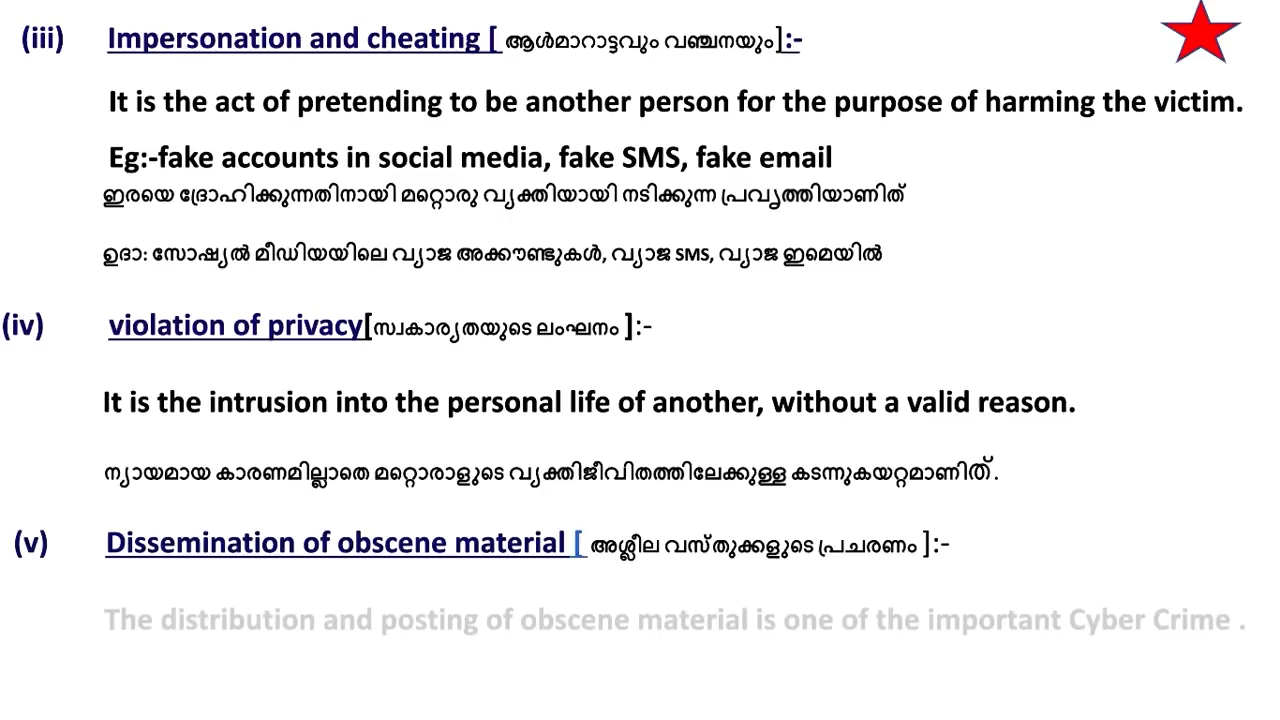 (iii) Impersonation and cheating [ ആൾമാറാട്ടവും വഞ്ചനയും]:-
It is the act of pretending to be another person for the purpose of harming the victim.
Eg:-fake accounts in social media, fake SMS, fake email
ഇരയെ ദ്രോഹിക്കുന്നതിനായി മറ്റൊരു വ്യക്തിയായി നടിക്കുന്ന പ്രവൃത്തിയാണിത്
ഉദാ: സോഷ്യൽ മീഡിയയിലെ വ്യാജ അക്കൗണ്ടുകൾ, വ്യാജ SMS, വ്യാജ ഇമെയിൽ
(iv) violation of privacy[സ്വകാര്യതയുടെ ലംഘനം ]:-
It is the intrusion into the personal life of another, without a valid reason.
ന്യായമായ കാരണമില്ലാതെ മറ്റൊരാളുടെ വ്യക്തിജീവിതത്തിലേക്കുള്ള കടന്നുകയറ്റമാണിത്.
(v) Dissemination of obscene material [ അശ്ലീല വസ്തുക്കളുടെ പ്രചരണം ]:-
The distribution and posting of obscene material is one of the important Cyber Crime .